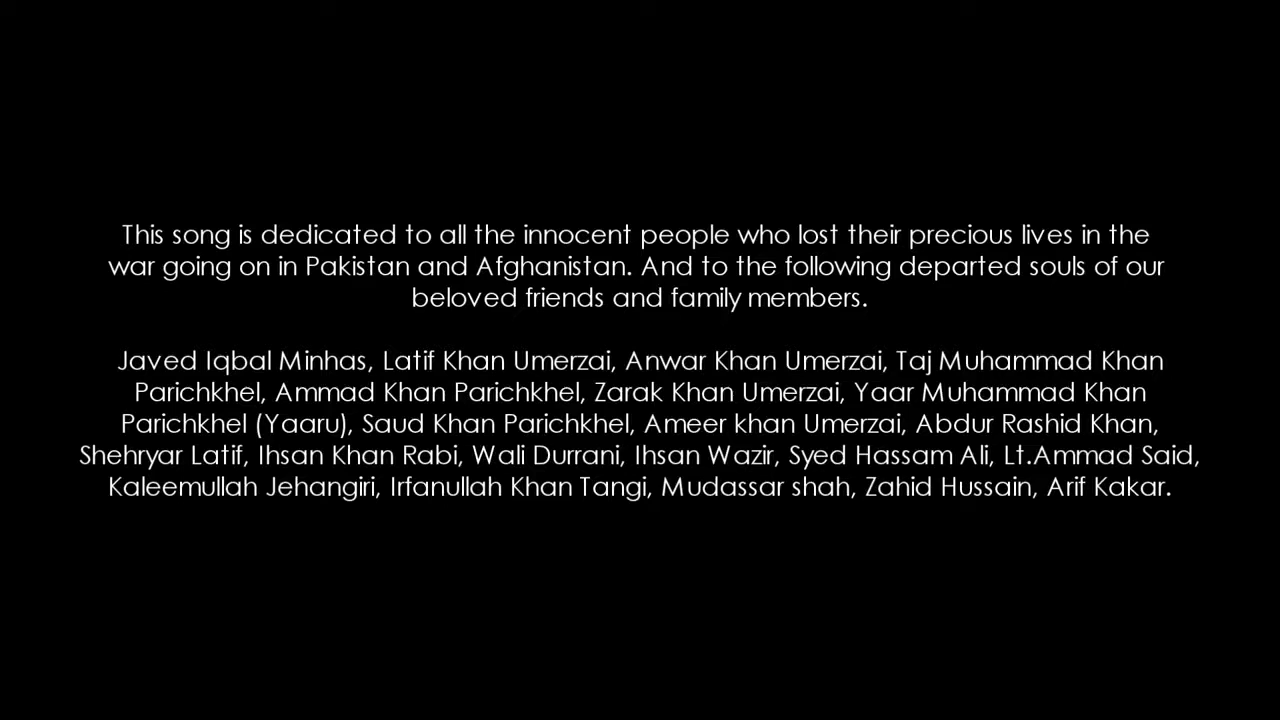 This song is dedicated to all the innocent people who lost their precious lives in the
war going on in Pakistan and Afghanistan. And to the following departed souls of our
beloved friends and family members.
Javed Iqbal Minhas, Latif Khan Umerzai, Anwar Khan Umerzai, Taj Muhammad Khan
Parichkhel, Ammad Khan Parichkhel, Zarak Khan Umerzai, Yaar Muhammad Khan
Parichkhel (Yaaru), Saud Khan Parichkhel, Ameer khan Umerzai, Abdur Rashid Khan,
Shehryar Latif, Ihsan Khan Rabi, Wali Durrani, Ihsan Wazir, Syed Hassam Ali, Lt.Ammad Said,
Kaleemullah Jehangiri, Irfanullah Khan Tangi, Mudassar shah, Zahid Hussain, Arif Kakar.